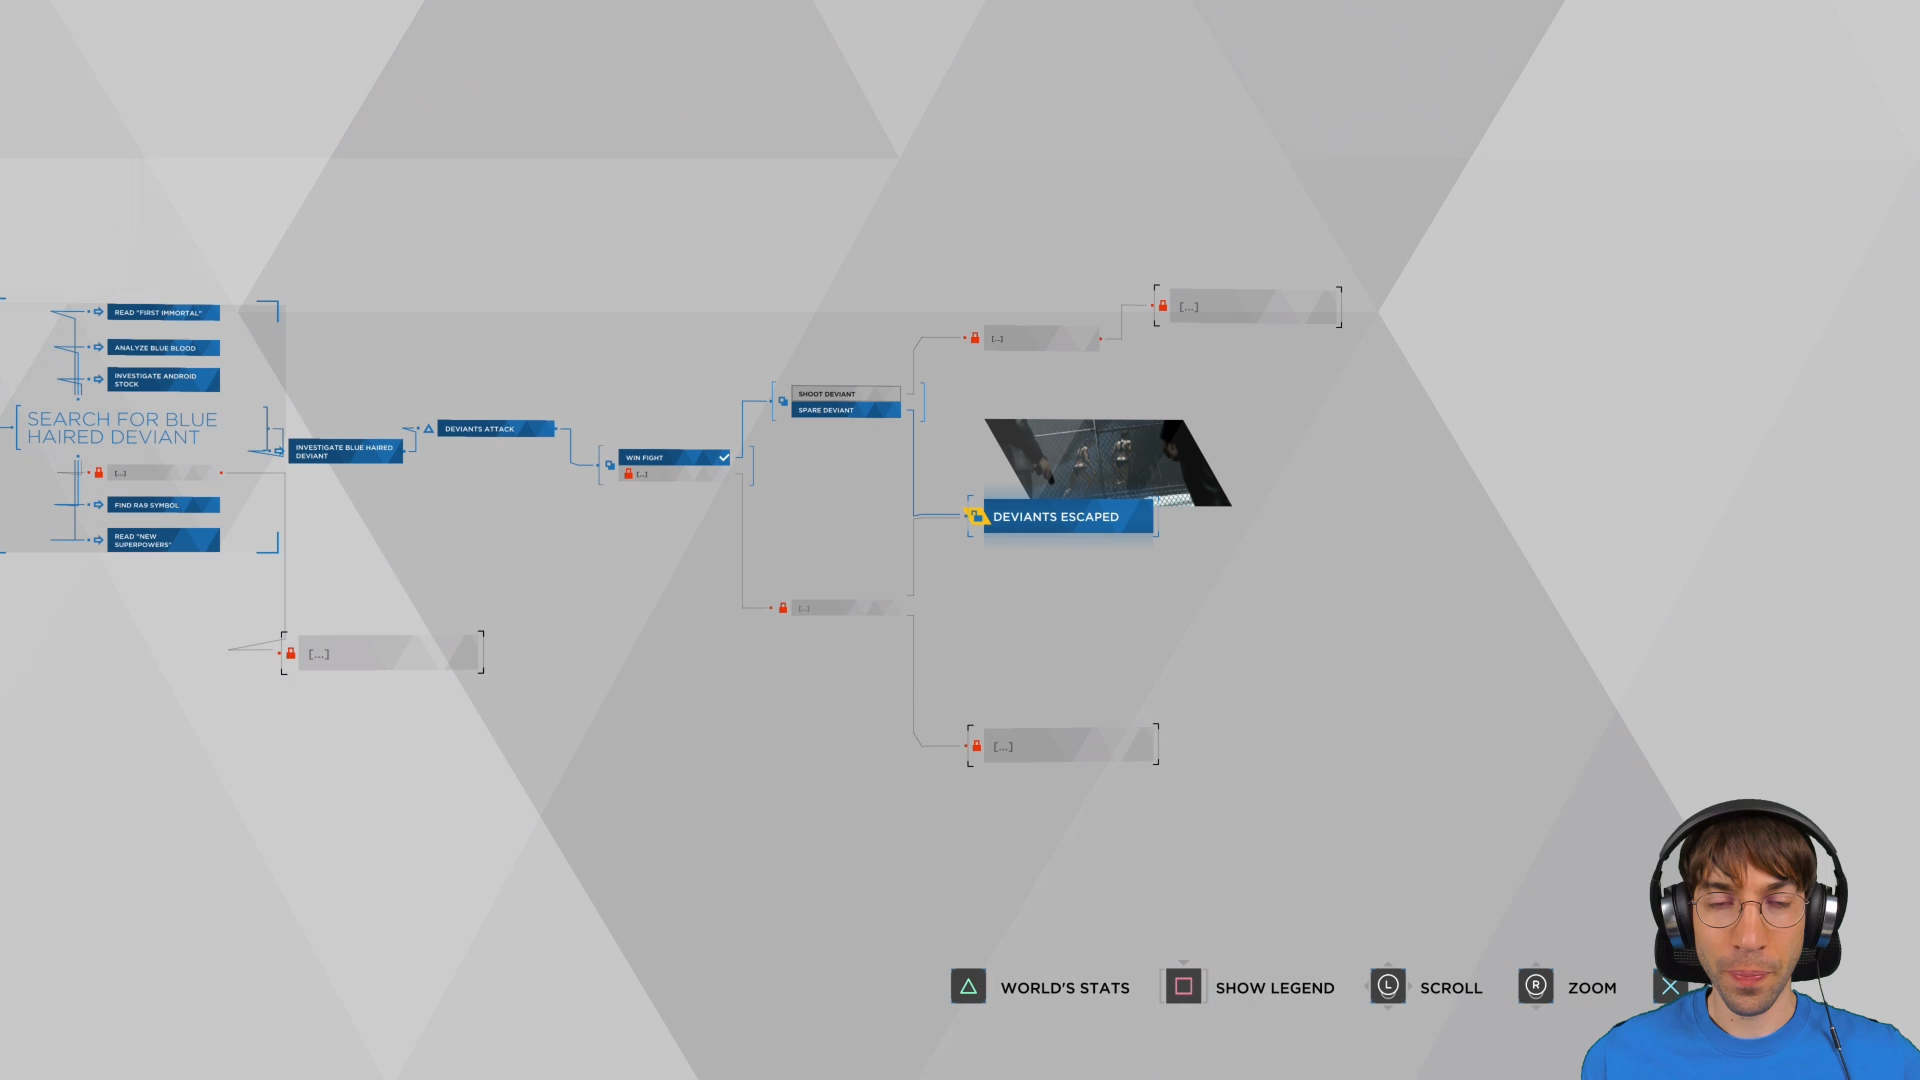 READ "FIRST IMMORTAL"
ANALYZE BLUE BLOOD
INVESTIGATE ANDROID
STOCK
SEARCH FOR BLUE
HAIRED DEVIANT
[...]
FIND RA9 SYMBOL
READ "NEW
SUPERPOWERS"
INVESTIGATE BLUE HAIRED
DEVIANT
[...]
DEVIANTS ATTACK
WIN FIGHT
[...]
SHOOT DEVIANT
SPARE DEVIANT
[...]
[...]
[...]
DEVIANTS ESCAPED
[...]
WORLD'S STATS
SHOW LEGEND
L
SCROLL
R
ZOOM